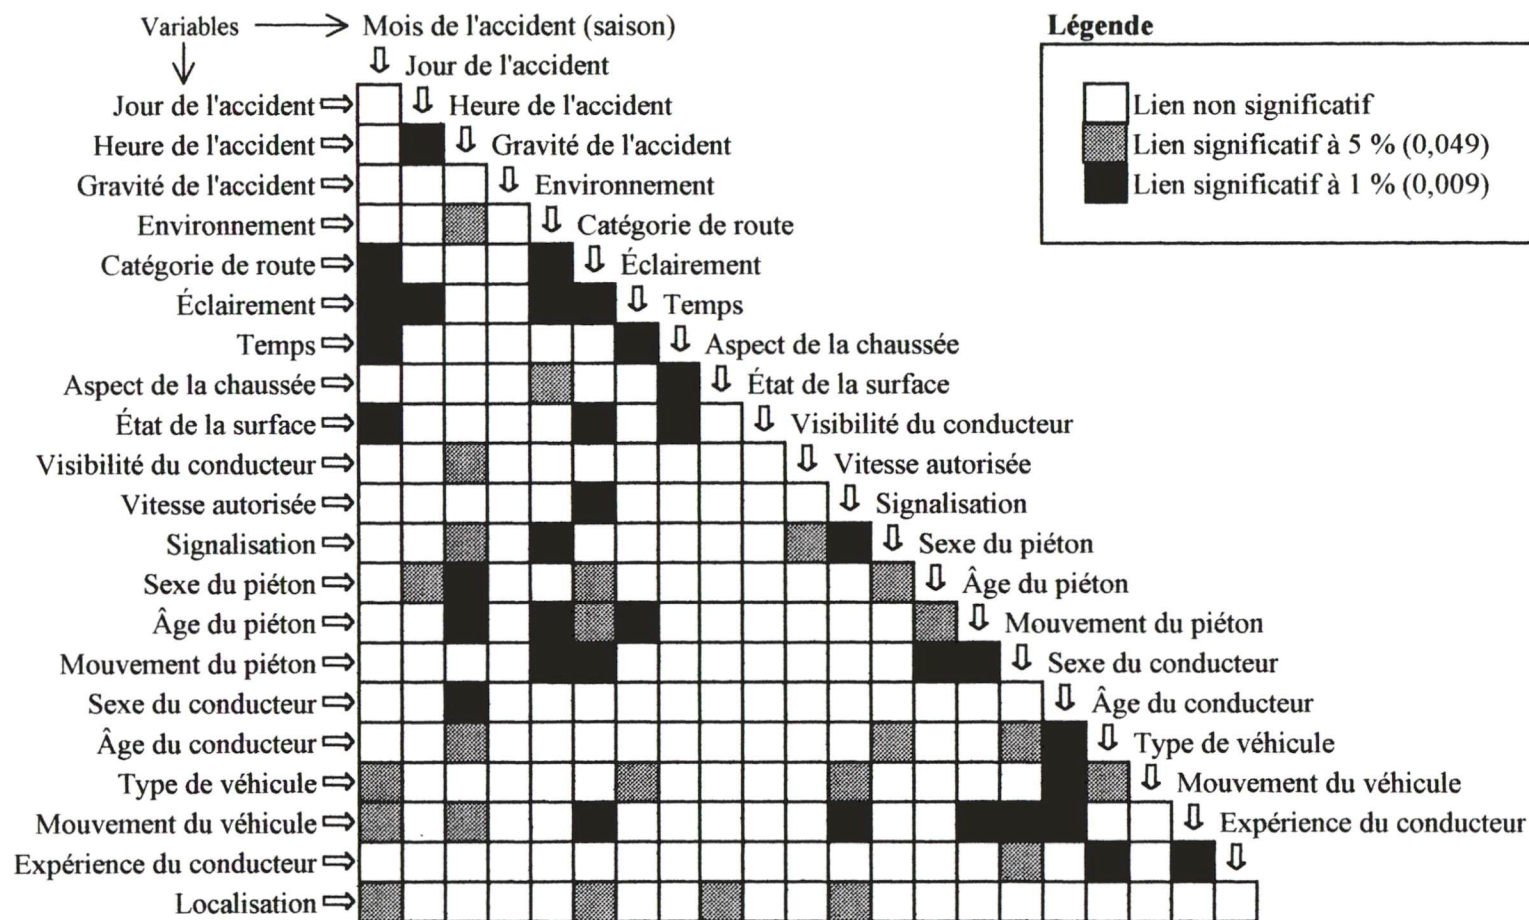 Variables Mois de l'accident (saison)
Jour de l'accident
Jour de l'accident Heure de l'accident
Heure de l'accident Gravité de l'accident
Gravité de l'accident Environnement
Environnement Catégorie de route
Catégorie de route Éclairement
Éclairement Temps
Temps Aspect de la chaussée
Aspect de la chaussée État de la surface
État de la surface Visibilité du conducteur
Visibilité du conducteur Vitesse autorisée
Vitesse autorisée Signalisation
Signalisation Sexe du piéton
Sexe du piéton Âge du piéton
Âge du piéton Mouvement du piéton
Mouvement du piéton Sexe du conducteur
Sexe du conducteur Âge du conducteur
Âge du conducteur Type de véhicule
Type de véhicule Mouvement du véhicule
Mouvement du véhicule Expérience du conducteur
Expérience du conducteur
Localisation
Légende
Lien non significatif
Lien significatif à 5 % (0,049)
Lien significatif à 1 % (0,009)